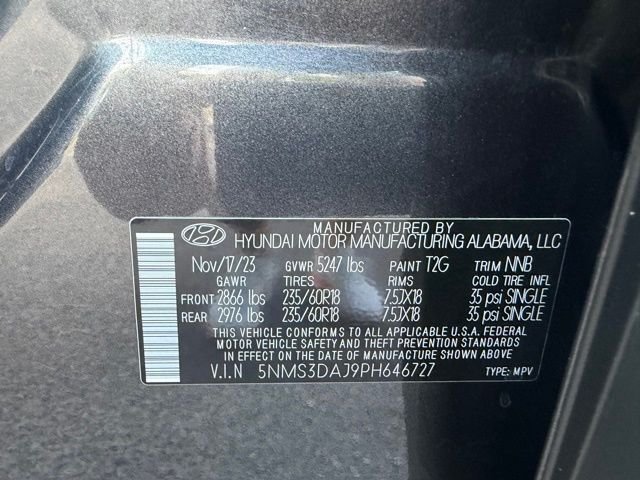 MANUFACTURED BY
HYUNDAI MOTOR MANUFACTURING ALABAMA, LLC
Nov/17/23 GVWR 5247 lbs PAINT T2G TRIM NNB
GAWR TIRES RIMS COLD TIRE INFL
FRONT 2866 lbs 235/60R18 7.5JX18 35 psi SINGLE
REAR 2976 lbs 235/60R18 7.5JX18 35 psi SINGLE
THIS VEHICLE CONFORMS TO ALL APPLICABLE U.S.A. FEDERAL
MOTOR VEHICLE SAFETY AND THEFT PREVENTION STANDARDS
IN EFFECT ON THE DATE OF MANUFACTURE SHOWN ABOVE.
V.I.N 5NMS3DAJ9PH646727 TYPE: MPV